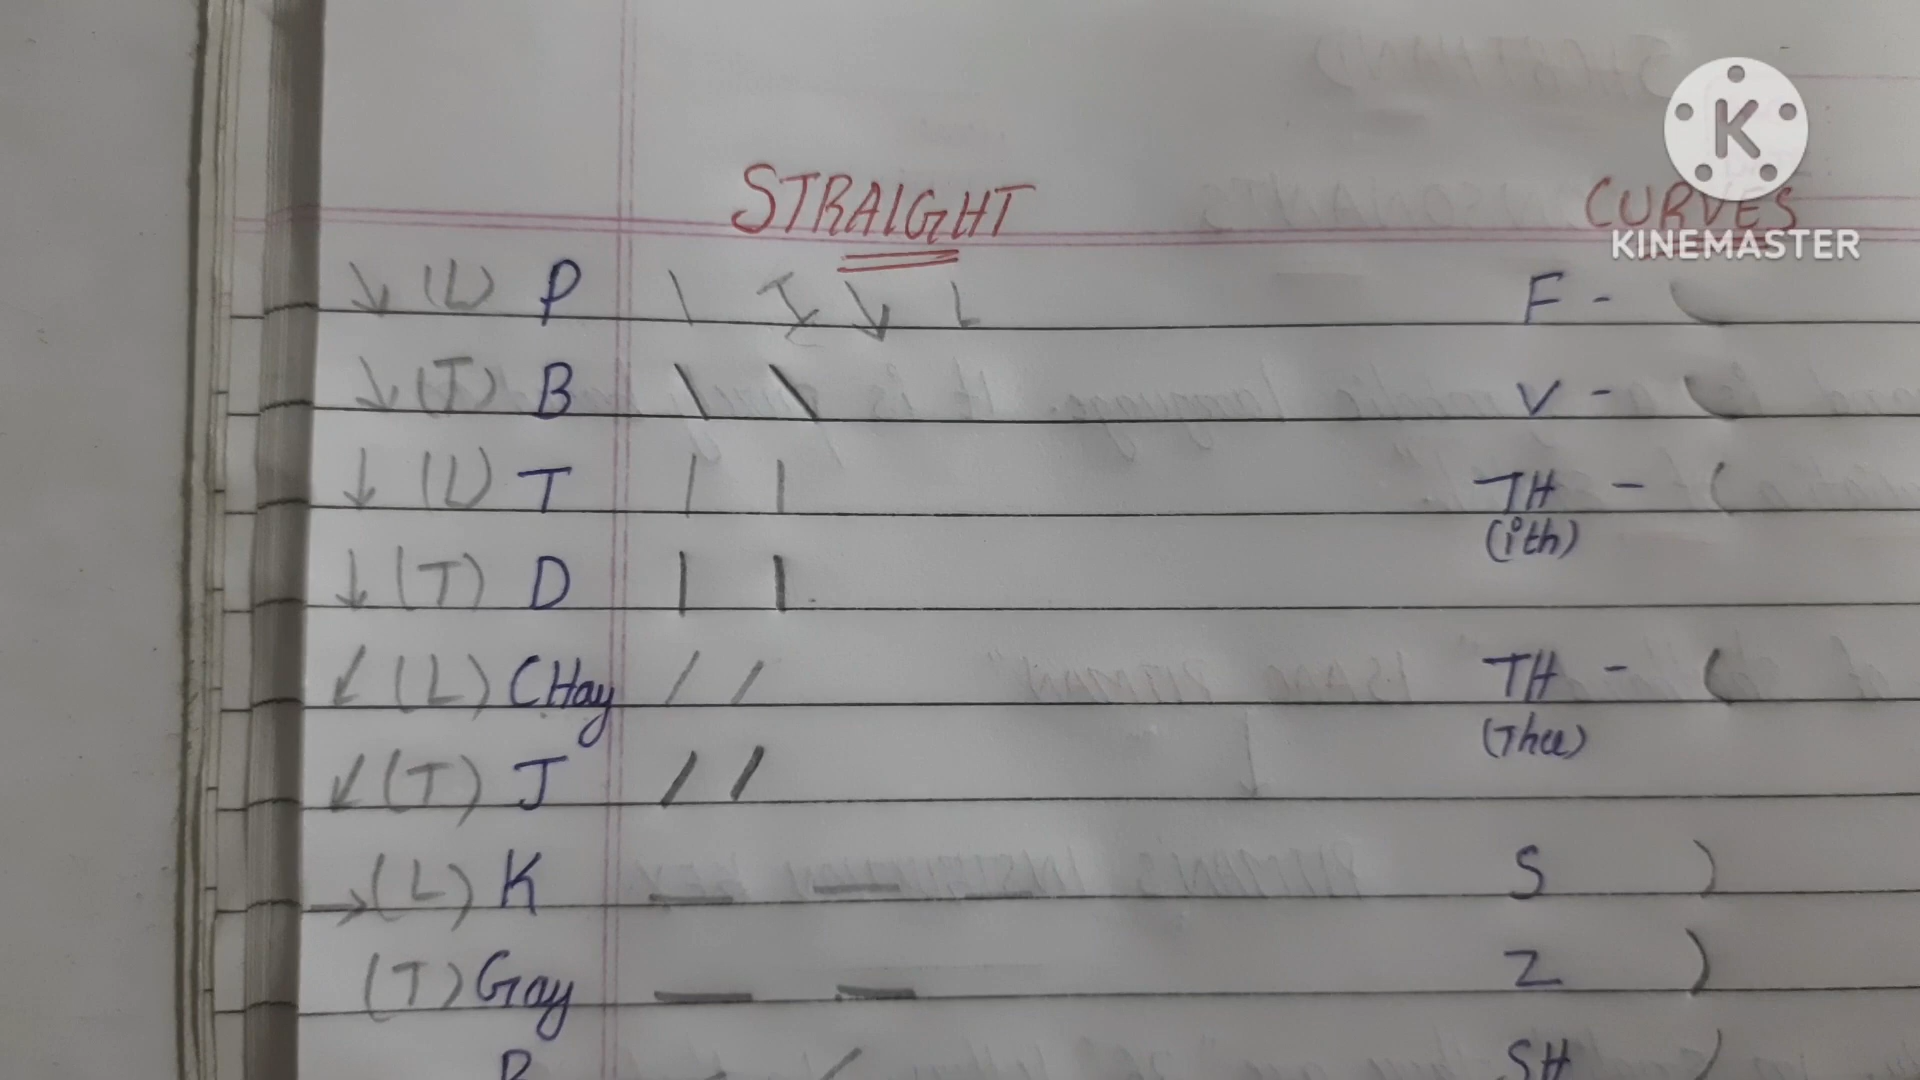 STRAIGHT CURVES
KINEMASTER
(L) P F -
(T) B V -
(L) T TH -
(ith)
(T) D
(L) CHay TH -
(Thee)
(T) J
(L) K S
(T) Gay Z
R SH